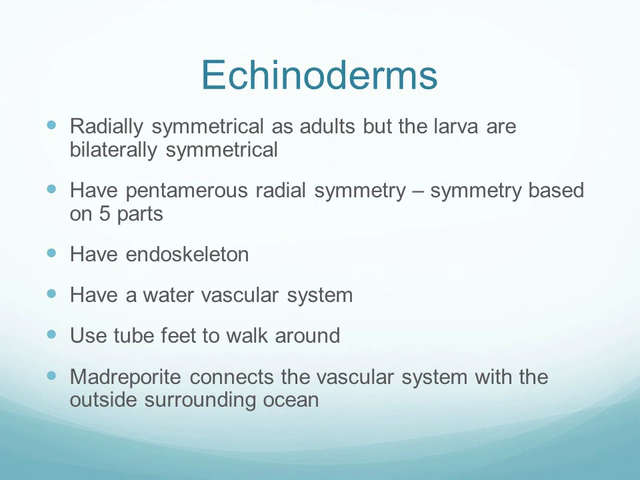 Echinoderms
• Radially symmetrical as adults but the larva are
bilaterally symmetrical
• Have pentamerous radial symmetry – symmetry based
on 5 parts
• Have endoskeleton
• Have a water vascular system
• Use tube feet to walk around
• Madreporite connects the vascular system with the
outside surrounding ocean